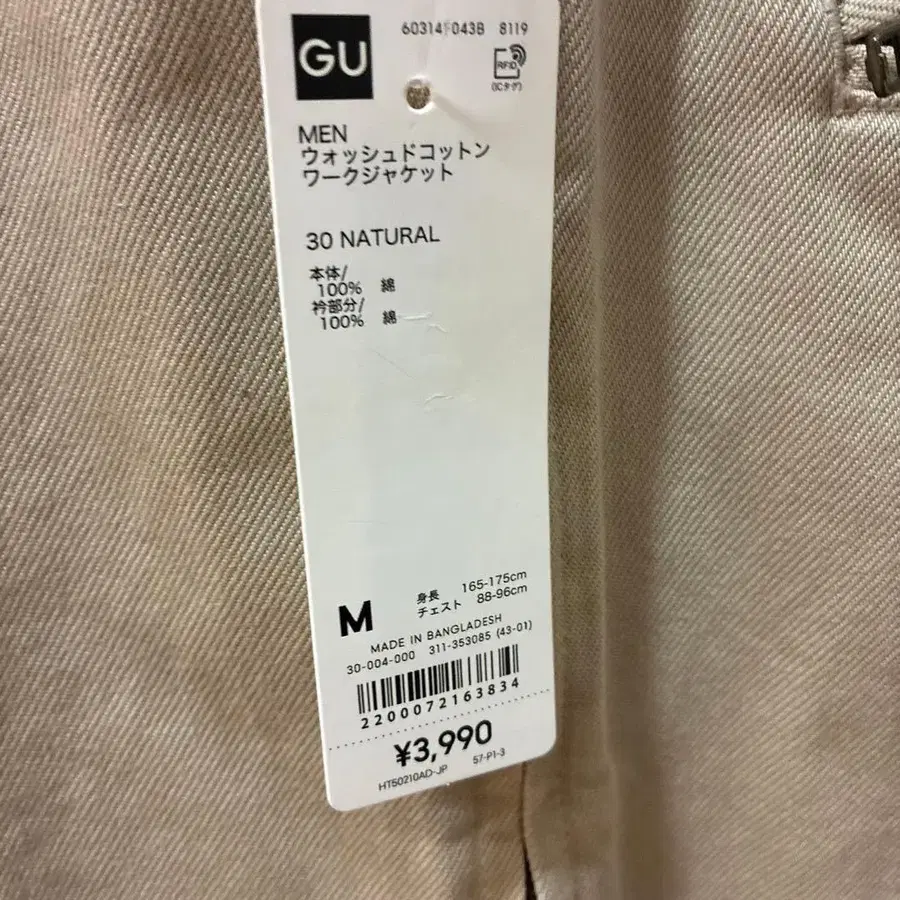 GU
60314F043B 8119
RFID
(ICタグ)
MEN
ウォッシュドコットン
ワークジャケット
30 NATURAL
本体/
100% 綿
衿部分/
100% 綿
M
身長 165-175cm
チェスト 88-96cm
MADE IN BANGLADESH
30-004-000 311-353085 (43-01)
2200072163834
¥3,990
HT50210AD-JP 57-P1-3